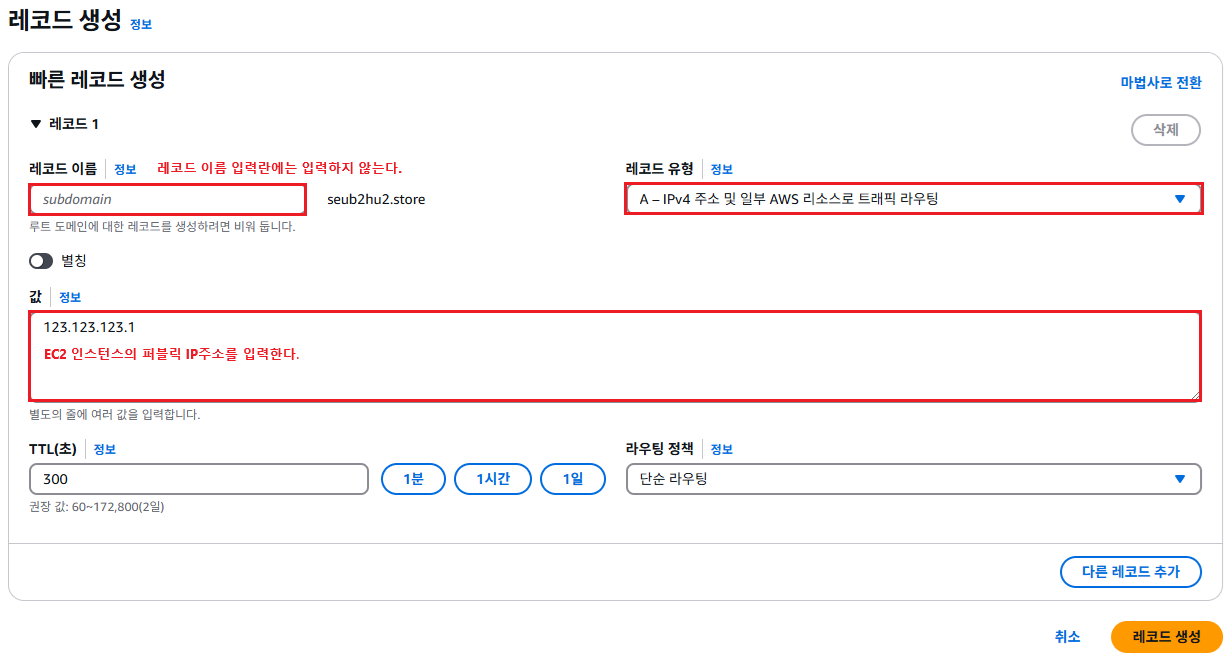 레코드 생성 정보
빠른 레코드 생성
마법사로 전환
▼ 레코드 1
삭제
레코드 이름 정보 레코드 이름 입력란에는 입력하지 않는다.
subdomain
seub2hu2.store
루트 도메인에 대한 레코드를 생성하려면 비워 둡니다.
레코드 유형 정보
A – IPv4 주소 및 일부 AWS 리소스로 트래픽 라우팅
별칭
값 정보
123.123.123.1
EC2 인스턴스의 퍼블릭 IP주소를 입력한다.
별도의 줄에 여러 값을 입력합니다.
TTL(초) 정보
300
1분
1시간
1일
권장 값: 60~172,800(2일)
라우팅 정책 정보
단순 라우팅
다른 레코드 추가
취소
레코드 생성